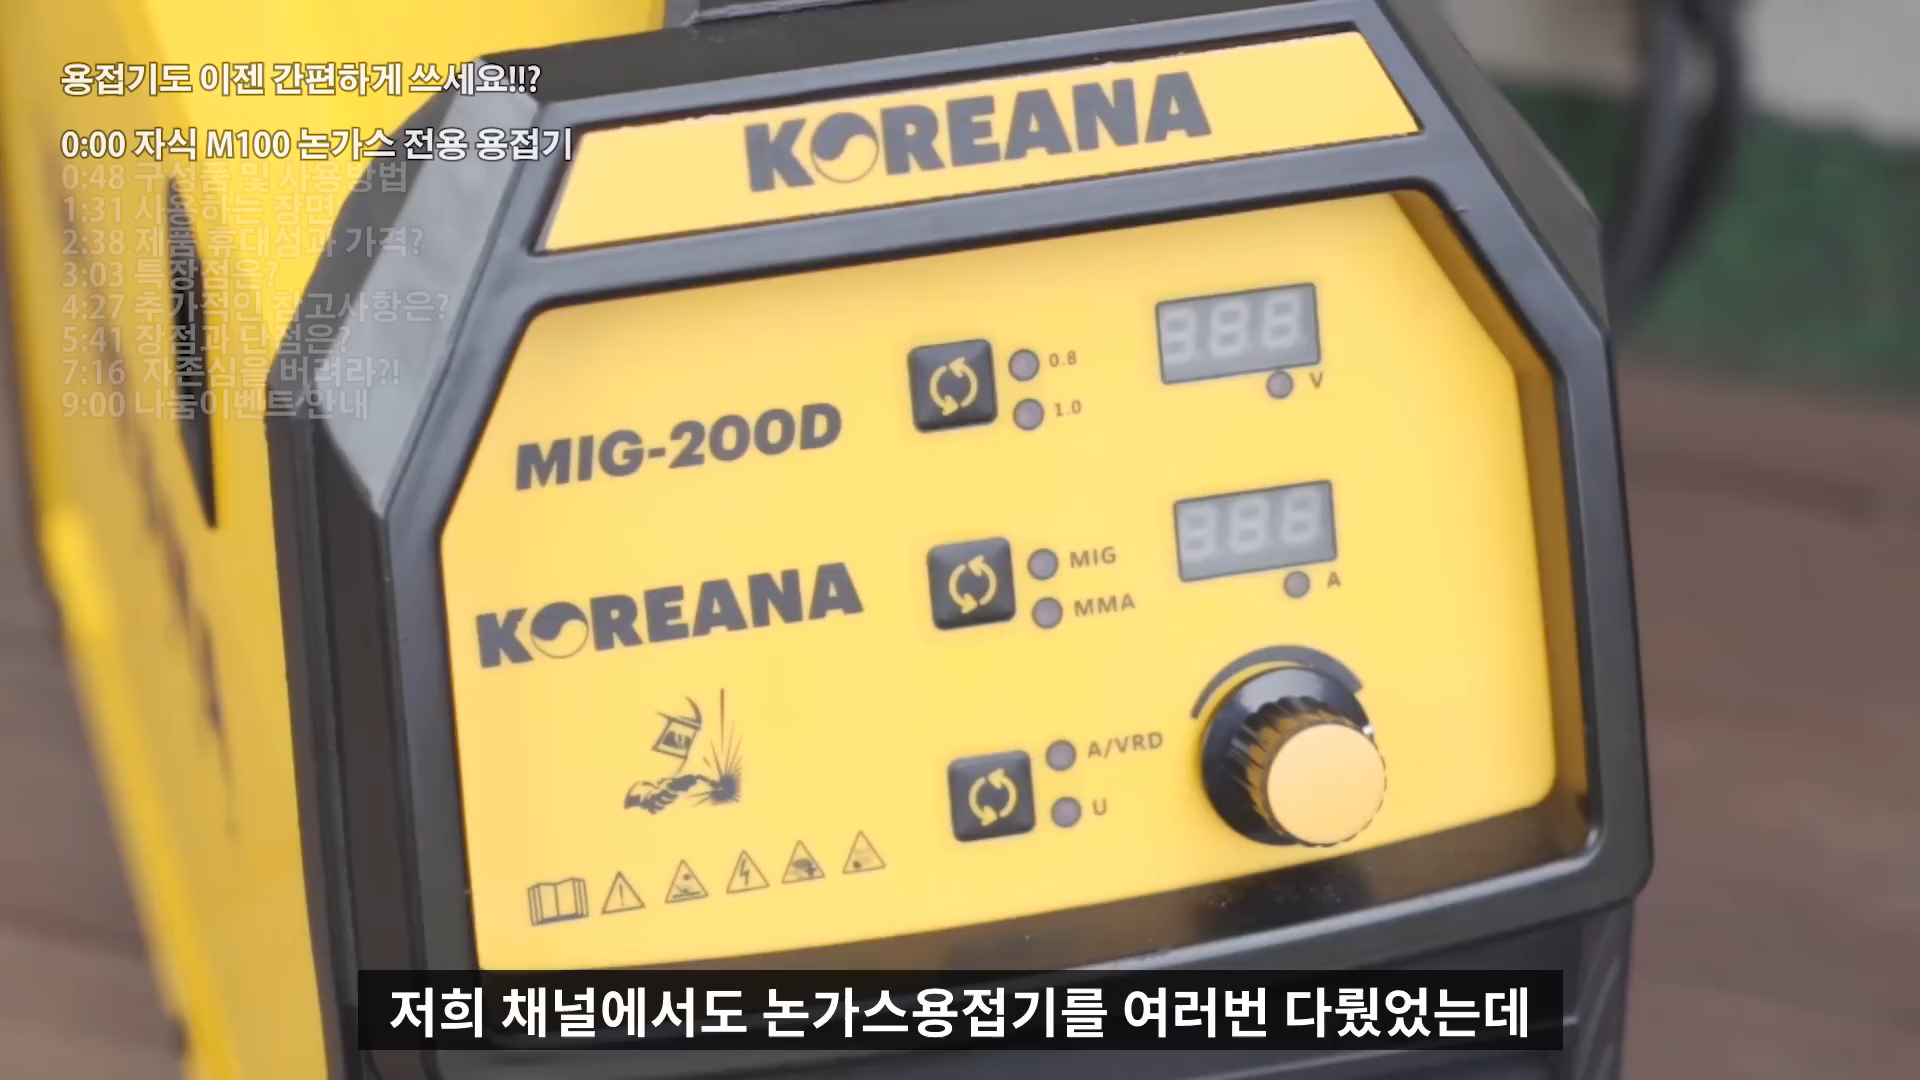 용접기도 이젠 간편하게 쓰세요!!?
0:00 자식 M100 논가스 전용 용접기
0:48 구성품 및 사용방법
1:31 사용하는 장면
2:38 제품 휴대성과 가격?
3:03 특장점은?
4:27 추가적인 참고사항은?
5:41 장점과 단점은?
7:16 자존심을 버려라?!
9:00 나눔이벤트 안내
KOREANA
888
0.8
V
1.0
MIG-200D
888
MIG
A
MMA
KOREANA
A/VRD
U
저희 채널에서도 논가스용접기를 여러번 다뤘었는데